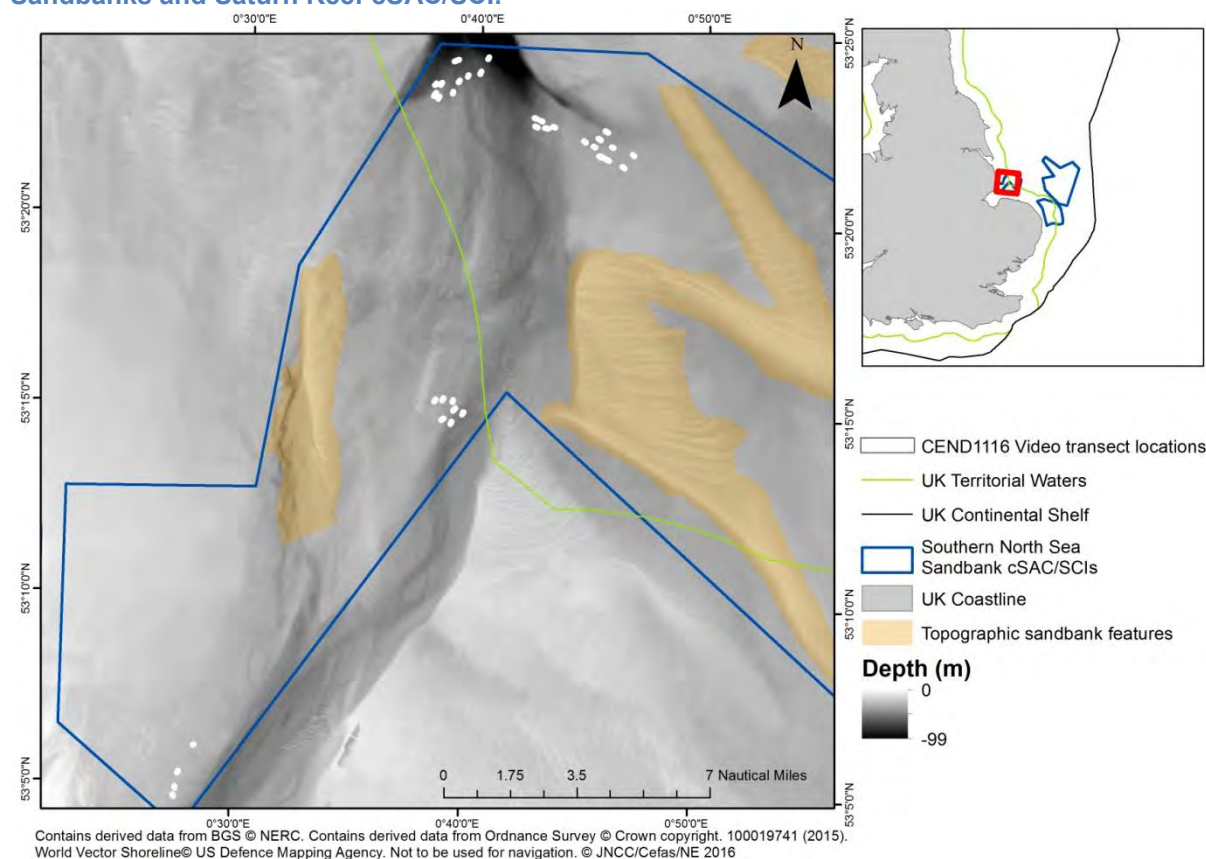 Sandbanks and Saturn Reef cSAC/SCI.
0°30'0"E
0°40'0"E
0°50'0"E
N
53°25'0"N
53°20'0"N
53°20'0"N
53°15'0"N
53°15'0"N
53°10'0"N
53°10'0"N
53°5'0"N
53°5'0"N
0 1.75 3.5 7 Nautical Miles
0°30'0"E
0°40'0"E
0°50'0"E
CEND1116 Video transect locations
UK Territorial Waters
UK Continental Shelf
Southern North Sea
Sandbank cSAC/SCIs
UK Coastline
Topographic sandbank features
Depth (m)
0
-99
Contains derived data from BGS © NERC. Contains derived data from Ordnance Survey © Crown copyright. 100019741 (2015).
World Vector Shoreline© US Defence Mapping Agency. Not to be used for navigation. © JNCC/Cefas/NE 2016